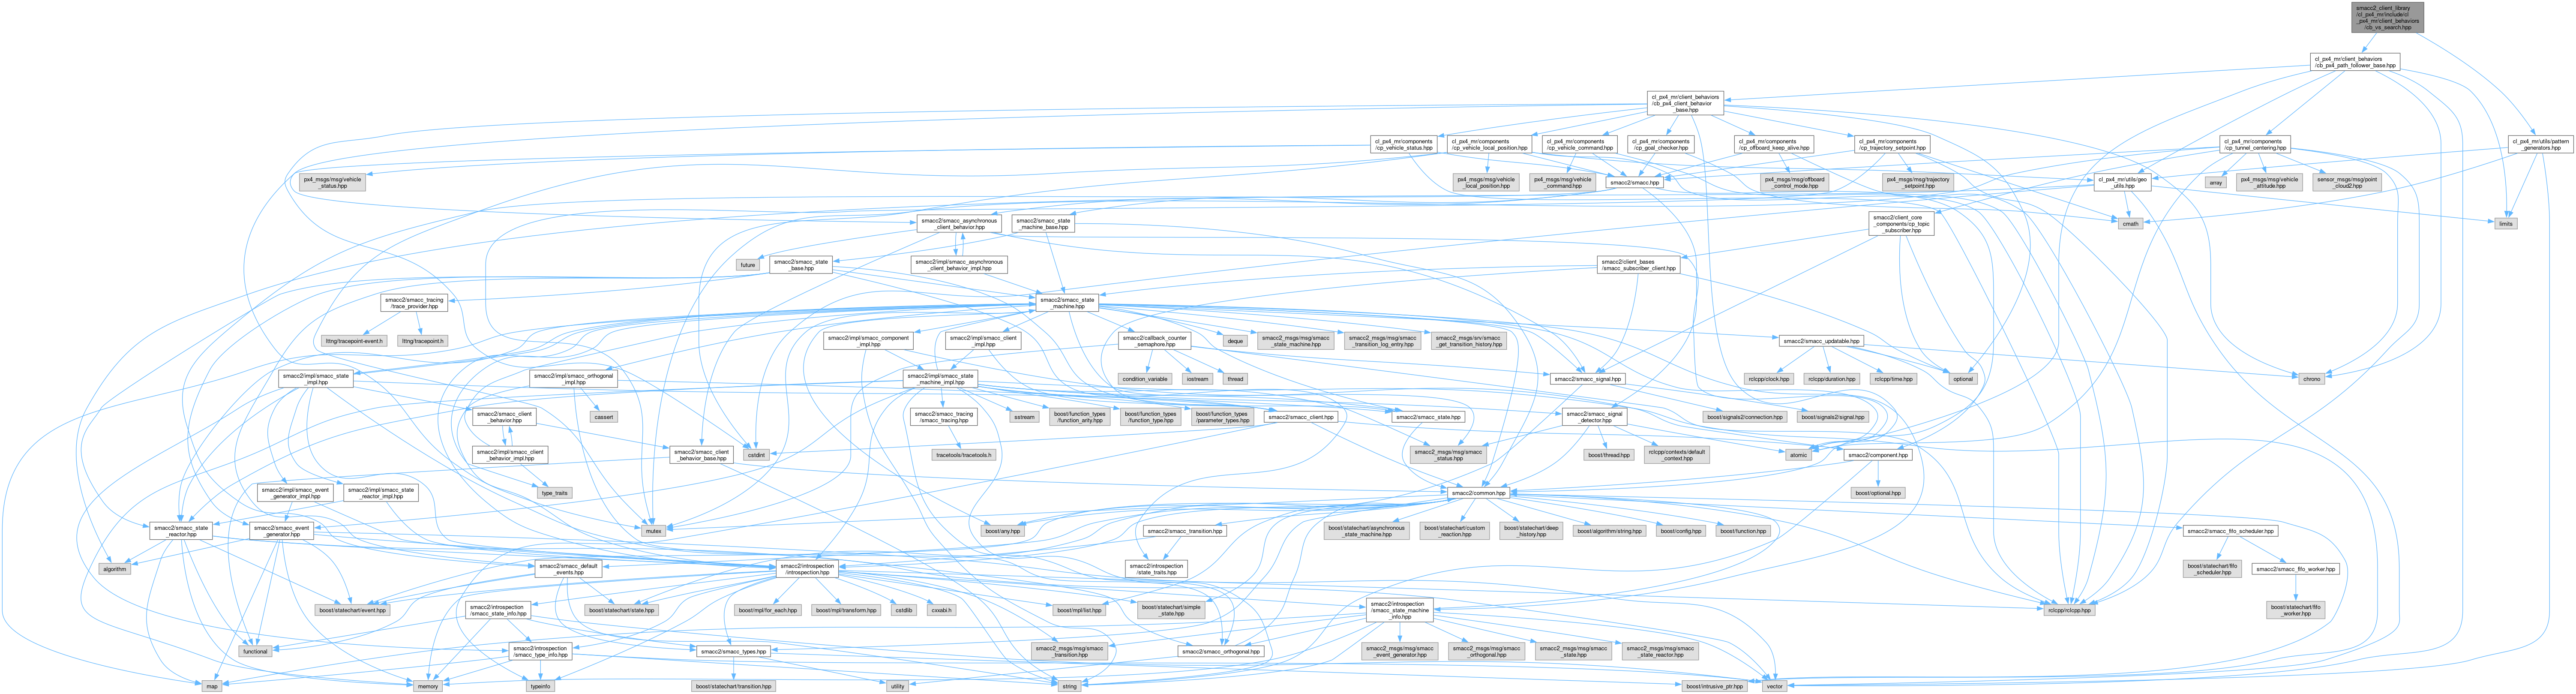 smacc2_client_library
/cl_px4_mr/include/cl
_px4_mr/client_behaviors
/cb_vs_search.hpp
cl_px4_mr/client_behaviors
/cb_px4_path_follower_base.hpp
cl_px4_mr/client_behaviors
/cb_px4_client_behavior
_base.hpp
cl_px4_mr/components
/cp_vehicle_status.hpp
cl_px4_mr/components
/cp_vehicle_local_position.hpp
cl_px4_mr/components
/cp_vehicle_command.hpp
cl_px4_mr/components
/cp_goal_checker.hpp
cl_px4_mr/components
/cp_offboard_keep_alive.hpp
cl_px4_mr/components
/cp_trajectory_setpoint.hpp
cl_px4_mr/components
/cp_tunnel_centering.hpp
cl_px4_mr/utils/pattern
_generators.hpp
px4_msgs/msg/vehicle
_status.hpp
px4_msgs/msg/vehicle
_local_position.hpp
px4_msgs/msg/vehicle
_command.hpp
smacc2/smacc.hpp
px4_msgs/msg/offboard
_control_mode.hpp
px4_msgs/msg/trajectory
_setpoint.hpp
cl_px4_mr/utils/geo
_utils.hpp
array
px4_msgs/msg/vehicle
_attitude.hpp
sensor_msgs/msg/point
_cloud2.hpp
smacc2/smacc_asynchronous
_client_behavior.hpp
smacc2/smacc_state
_machine_base.hpp
smacc2/client_core
_components/cp_topic
_subscriber.hpp
cmath
limits
future
smacc2/smacc_state
_base.hpp
smacc2/impl/smacc_asynchronous
_client_behavior_impl.hpp
smacc2/client_bases
/smacc_subscriber_client.hpp
smacc2/smacc_tracing
/trace_provider.hpp
smacc2/smacc_state
_machine.hpp
lttng/tracepoint-event.h
lttng/tracepoint.h
smacc2/impl/smacc_component
_impl.hpp
smacc2/impl/smacc_client
_impl.hpp
smacc2/callback_counter
_semaphore.hpp
deque
smacc2_msgs/msg/smacc
_state_machine.hpp
smacc2_msgs/msg/smacc
_transition_log_entry.hpp
smacc2_msgs/srv/smacc
_get_transition_history.hpp
smacc2/smacc_updatable.hpp
smacc2/impl/smacc_state
_impl.hpp
smacc2/impl/smacc_orthogonal
_impl.hpp
smacc2/impl/smacc_state
_machine_impl.hpp
condition_variable
iostream
thread
smacc2/smacc_signal.hpp
rclcpp/clock.hpp
rclcpp/duration.hpp
rclcpp/time.hpp
optional
chrono
smacc2/smacc_client
_behavior.hpp
cassert
smacc2/smacc_tracing
/smacc_tracing.hpp
sstream
boost/function_types
/function_arity.hpp
boost/function_types
/function_type.hpp
boost/function_types
/parameter_types.hpp
smacc2/smacc_client.hpp
smacc2/smacc_state.hpp
smacc2/smacc_signal
_detector.hpp
boost/signals2/connection.hpp
boost/signals2/signal.hpp
smacc2/impl/smacc_client
_behavior_impl.hpp
smacc2/smacc_client
_behavior_base.hpp
cstdint
tracetools/tracetools.h
smacc2_msgs/msg/smacc
_status.hpp
boost/thread.hpp
rclcpp/contexts/default
_context.hpp
atomic
smacc2/component.hpp
smacc2/impl/smacc_event
_generator_impl.hpp
smacc2/impl/smacc_state
_reactor_impl.hpp
type_traits
smacc2/common.hpp
boost/optional.hpp
smacc2/smacc_state
_reactor.hpp
smacc2/smacc_event
_generator.hpp
mutex
boost/any.hpp
smacc2/smacc_transition.hpp
boost/statechart/asynchronous
_state_machine.hpp
boost/statechart/custom
_reaction.hpp
boost/statechart/deep
_history.hpp
boost/algorithm/string.hpp
boost/config.hpp
boost/function.hpp
smacc2/smacc_fifo_scheduler.hpp
algorithm
smacc2/smacc_default
_events.hpp
smacc2/introspection
/introspection.hpp
smacc2/introspection
/state_traits.hpp
boost/statechart/fifo
_scheduler.hpp
smacc2/smacc_fifo_worker.hpp
boost/statechart/event.hpp
smacc2/introspection
/smacc_state_info.hpp
boost/statechart/state.hpp
boost/mpl/for_each.hpp
boost/mpl/transform.hpp
cstdlib
cxxabi.h
boost/mpl/list.hpp
boost/statechart/simple
_state.hpp
smacc2/introspection
/smacc_state_machine
_info.hpp
rclcpp/rclcpp.hpp
boost/statechart/fifo
_worker.hpp
functional
smacc2/introspection
/smacc_type_info.hpp
smacc2/smacc_types.hpp
smacc2_msgs/msg/smacc
_transition.hpp
smacc2/smacc_orthogonal.hpp
smacc2_msgs/msg/smacc
_event_generator.hpp
smacc2_msgs/msg/smacc
_orthogonal.hpp
smacc2_msgs/msg/smacc
_state.hpp
smacc2_msgs/msg/smacc
_state_reactor.hpp
map
memory
typeinfo
boost/statechart/transition.hpp
utility
string
boost/intrusive_ptr.hpp
vector